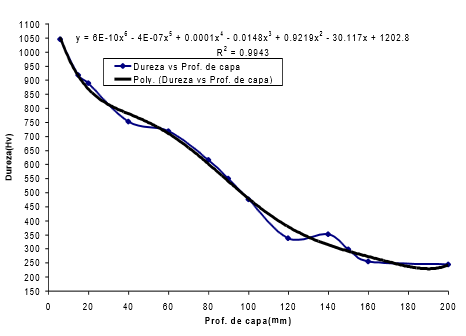 y = 6E-10x⁶ - 4E-07x⁵ + 0.0001x⁴ - 0.0148x³ + 0.9219x² - 30.117x + 1202.8
R² = 0.9943
Dureza vs Prof. de capa
Poly. (Dureza vs Prof. de capa)
Dureza(Hv)
1100
1050
1000
950
900
850
800
750
700
650
600
550
500
450
400
350
300
250
200
150
0 20 40 60 80 100 120 140 160 180 200
Prof. de capa(mm)